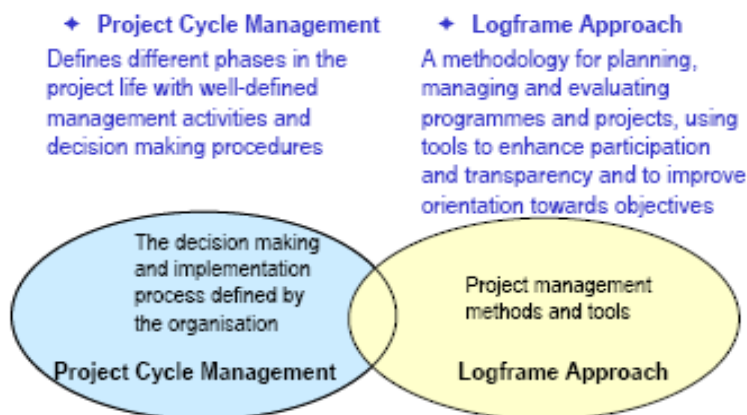 ✦ Project Cycle Management
Defines different phases in the
project life with well-defined
management activities and
decision making procedures
✦ Logframe Approach
A methodology for planning,
managing and evaluating
programmes and projects, using
tools to enhance participation
and transparency and to improve
orientation towards objectives
The decision making
and implementation
process defined by
the organisation
Project Cycle Management
Project management
methods and tools
Logframe Approach